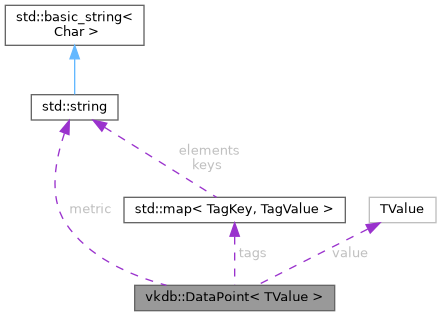 std::basic_string<
Char >
std::string
elements
keys
metric
std::map< TagKey, TagValue >
TValue
tags
value
vkdb::DataPoint< TValue >